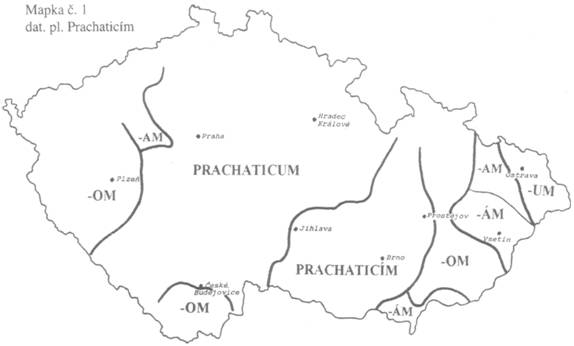 Mapka č. 1
dat. pl. Prachaticím
Hradec
Králové
-AM
Praha
-AM
Ostrava
PRACHATICUM
Plzeň
-UM
-OM
-ÁM
Prostějov
Jihlava
Vsetín
Brno
-OM
PRACHATICÍM
České
Budějovice
-OM
-ÁM